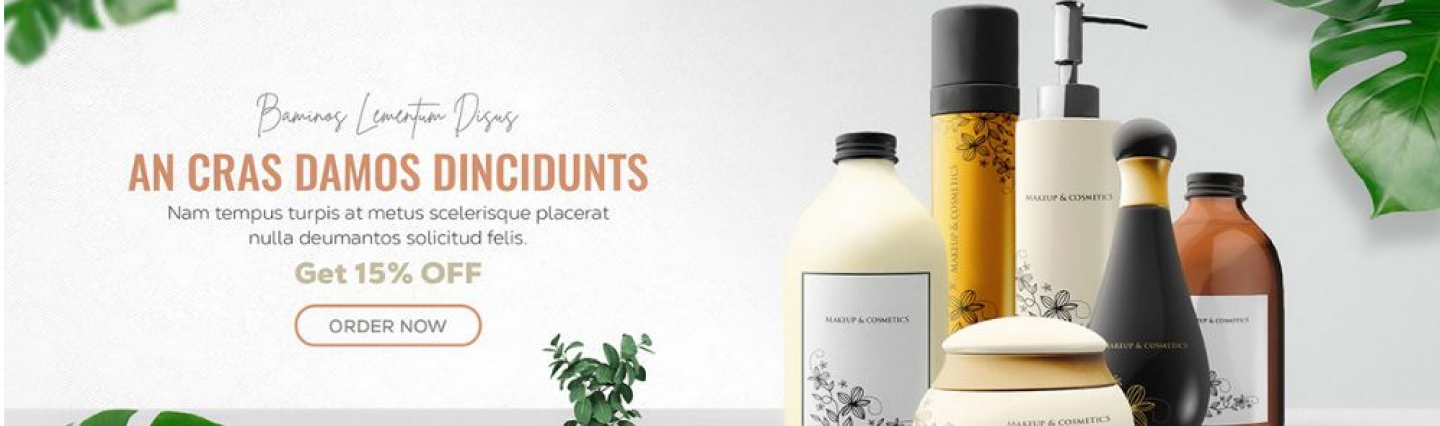 Baminos Lementum Disus
AN CRAS DAMOS DINCIDUNTS
Nam tempus turpis at metus scelerisque placerat
nulla deumantos solicitud felis.
Get 15% OFF
ORDER NOW
MAKEUP & COSMETICS
MAKEUP & COSMETICS
MAKEUP & COSMETICS
MAKEUP & COSMETICS
MAKEUP & COSMETICS
& COSMETICS